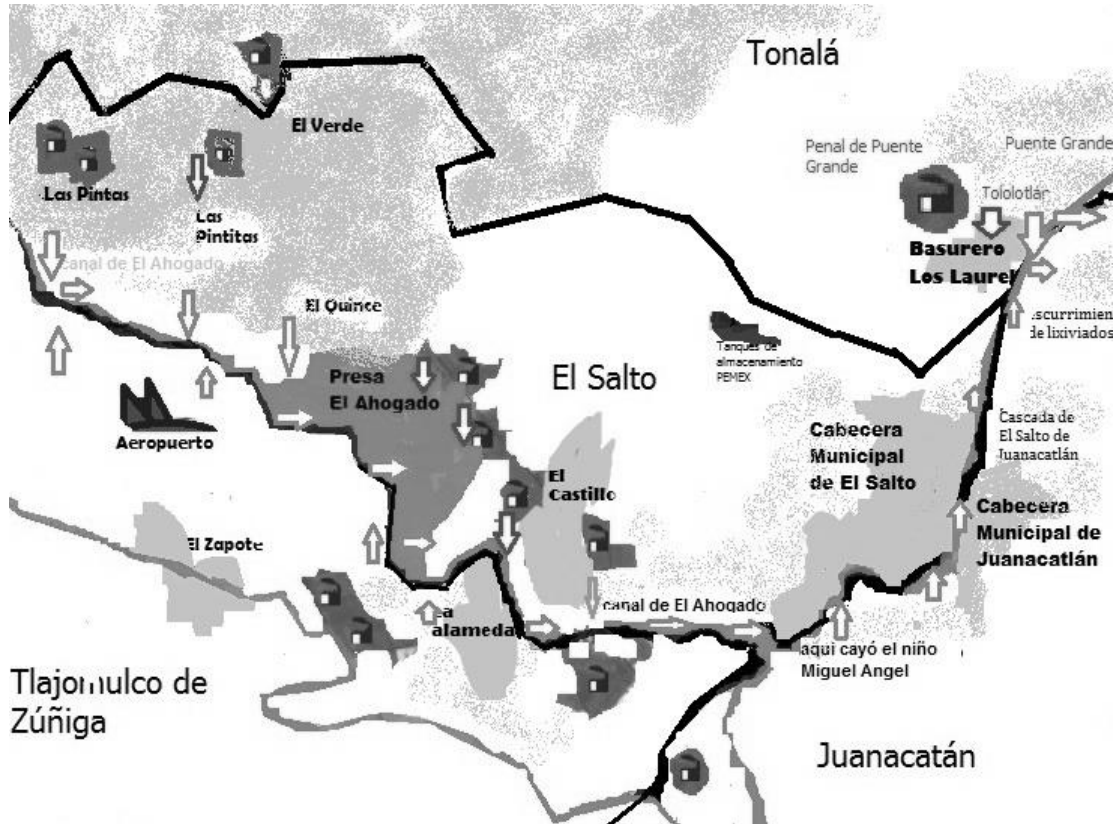 Tonalá
El Verde
Penal de Puente
Grande
Puente Grande
Tololotlán
Las Pintas
Las
Pintitas
Basurero
Los Laurel
canal de El Ahogado
El Quince
de lixiviados
Tanques de
almacenamiento
PEMEX
Presa
El Ahogado
El Salto
Aeropuerto
Cascada de
El Salto de
Juanacatlán
Cabecera
Municipal
de El Salto
El
Castillo
Cabecera
Municipal de
Juanacatlán
El Zapote
canal de El Ahogado
alameda
aqui cayó el niño
Miguel Angel
Tlajomulco de
Zúñiga
Juanacatán